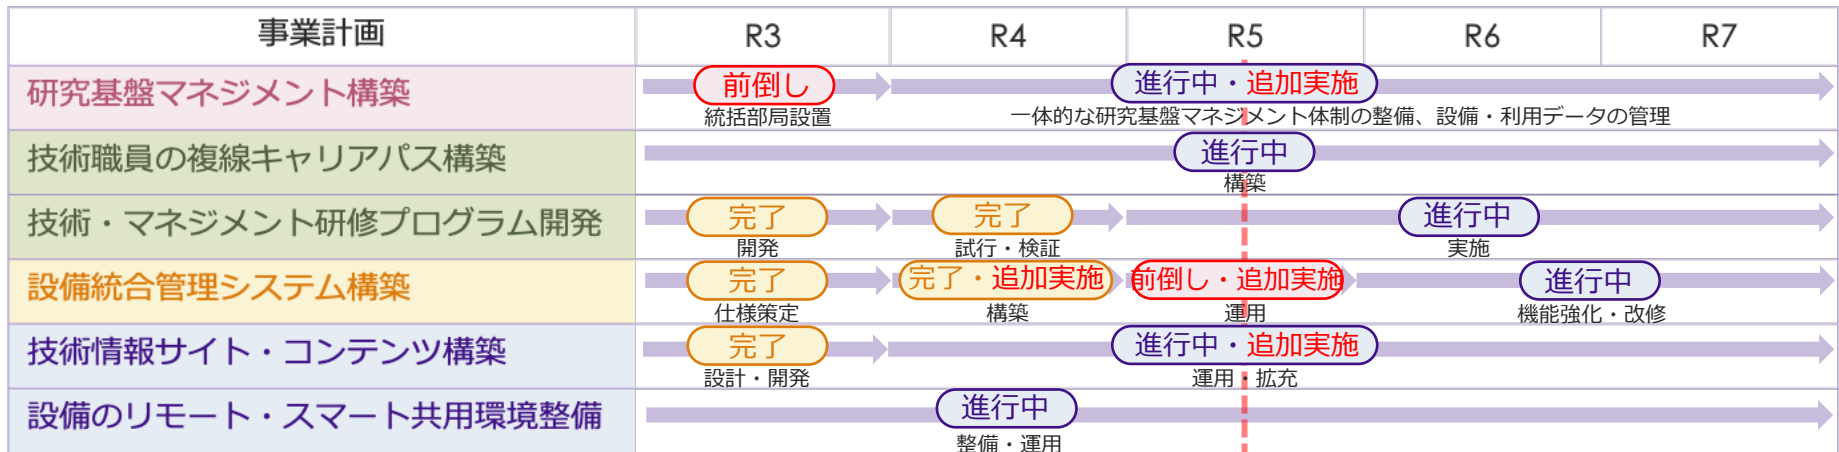 事業計画 R3 R4 R5 R6 R7
研究基盤マネジメント構築 前倒し 進行中・追加実施
統括部局設置 一体的な研究基盤マネジメント体制の整備、設備・利用データの管理
技術職員の複線キャリアパス構築 進行中
構築
技術・マネジメント研修プログラム開発 完了 完了 進行中
開発 試行・検証 実施
設備統合管理システム構築 完了 完了・追加実施 前倒し・追加実施 進行中
仕様策定 構築 運用 機能強化・改修
技術情報サイト・コンテンツ構築 完了 進行中・追加実施
設計・開発 運用・拡充
設備のリモート・スマート共用環境整備 進行中
整備・運用